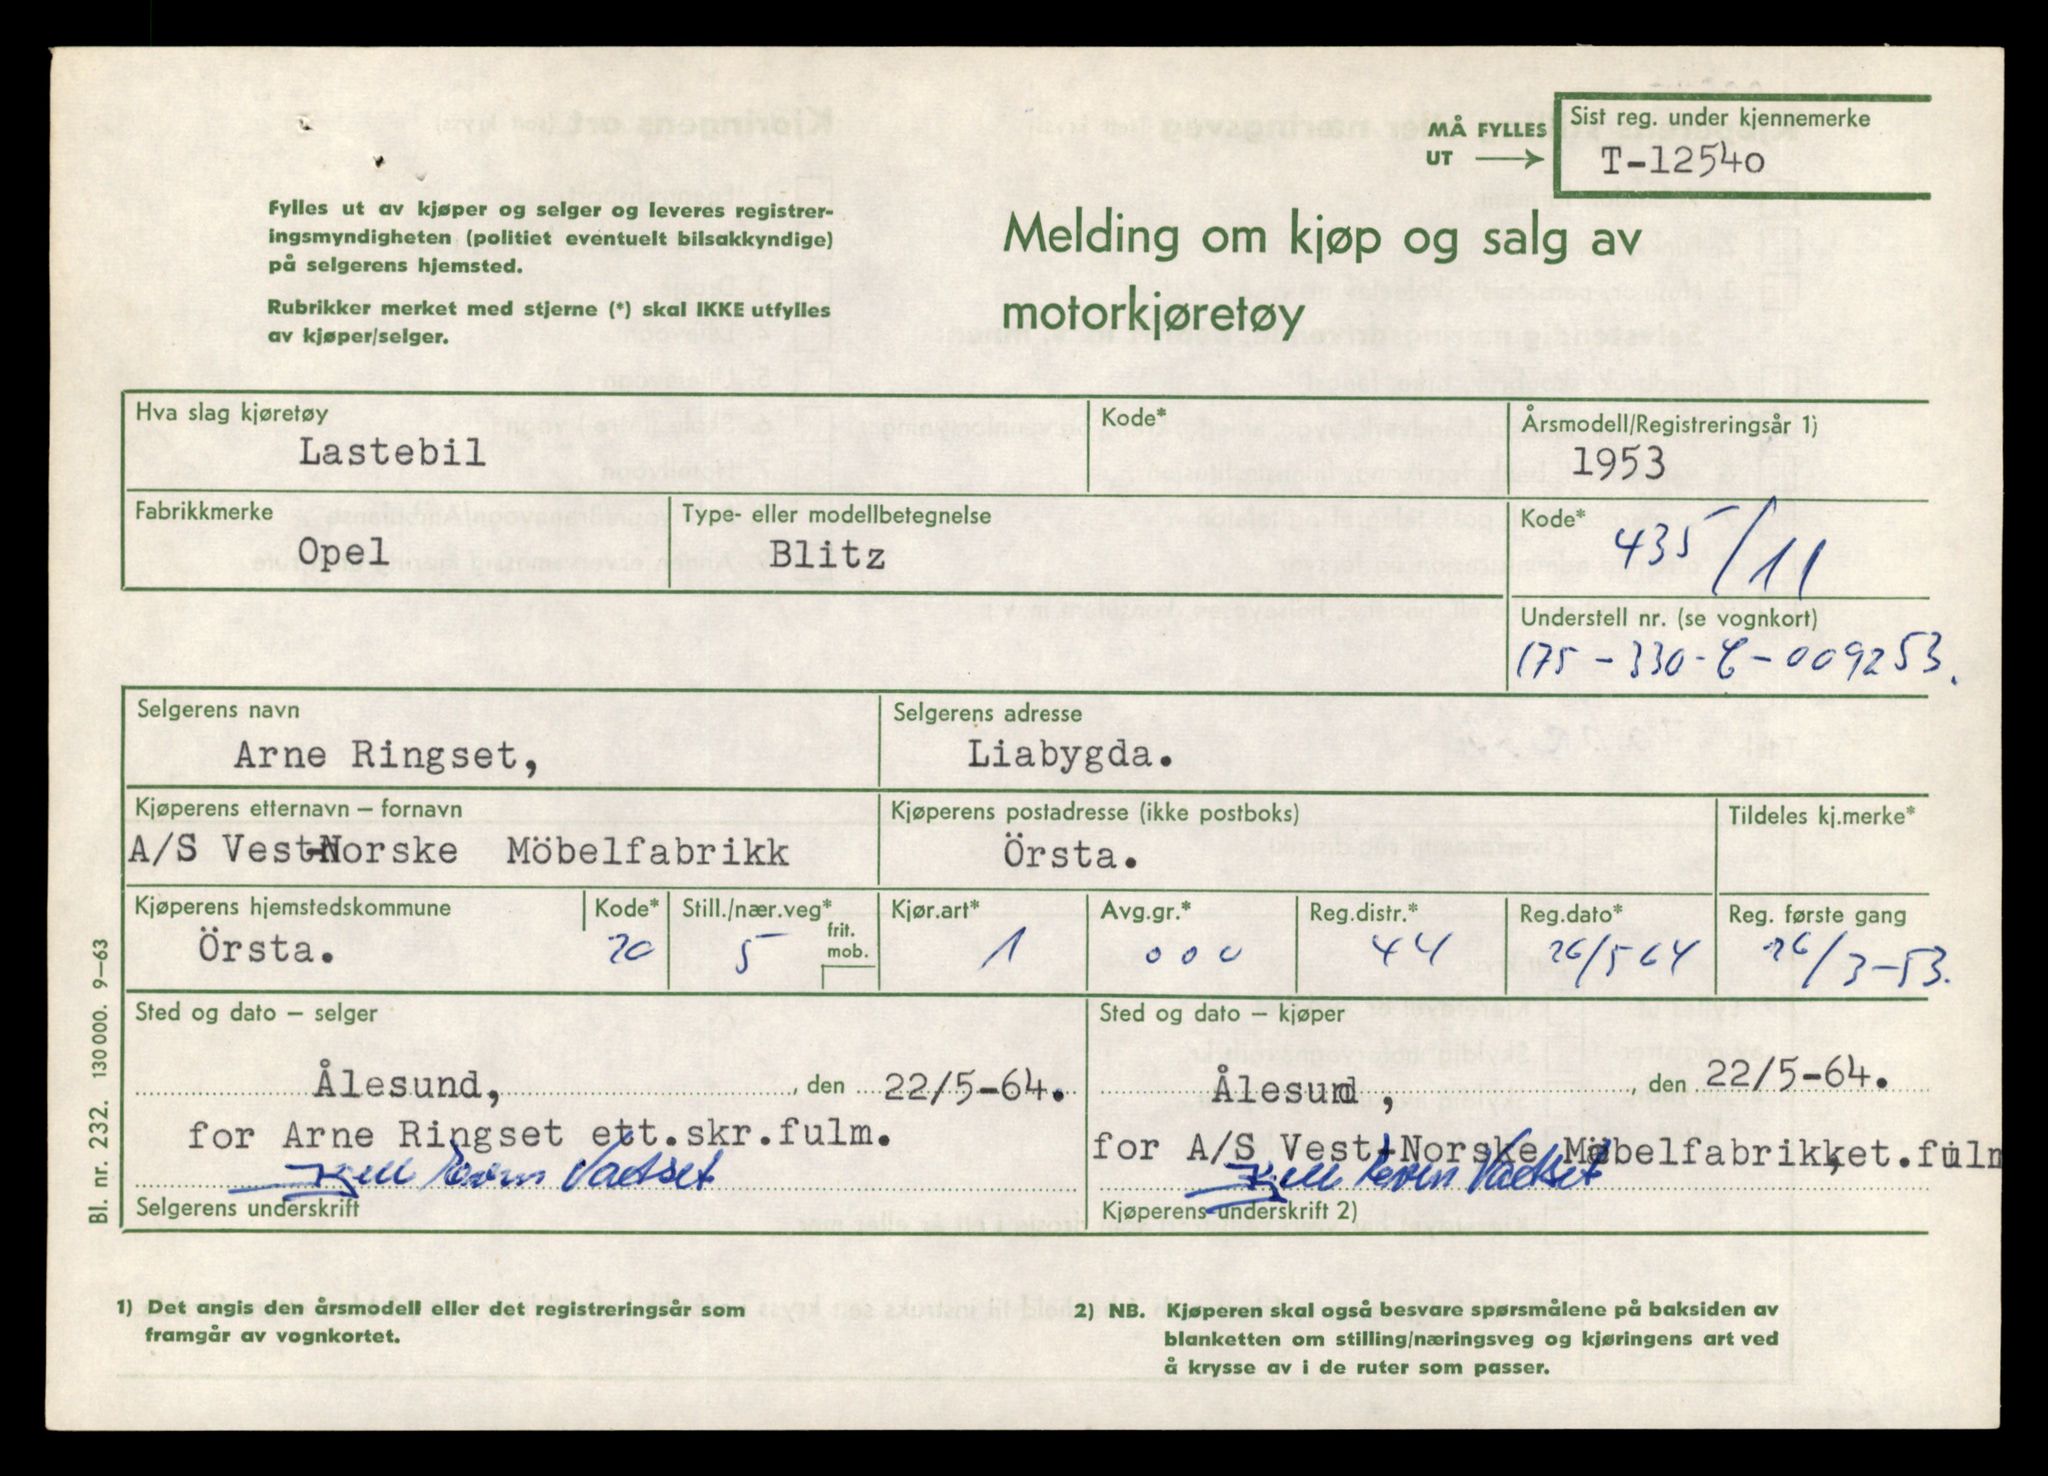 MÅ FYLLES
UT
Sist reg. under kjennemerke
T-12540
Fylles ut av kjøper og selger og leveres registrer-
ingsmyndigheten (politiet eventuelt bilsakkyndige)
på selgerens hjemsted.
Rubrikker merket med stjerne (*) skal IKKE utfylles
av kjøper/selger.
Melding om kjøp og salg av
motorkjøretøy
Hva slag kjøretøy
Lastebil
Kode*
Årsmodell/Registreringsår 1)
1953
Fabrikkmerke
Opel
Type- eller modellbetegnelse
Blitz
Kode*
435/11
Understell nr. (se vognkort)
175-330-C-009253.
Selgerens navn
Arne Ringset,
Selgerens adresse
Liabygda.
Kjøperens etternavn – fornavn
A/S Vest-Norske Möbelfabrikk
Kjøperens postadresse (ikke postboks)
Örsta.
Tildeles kj.merke*
Kjøperens hjemstedskommune
Örsta.
Kode*
20
Still./nær.veg*
5
frit.
mob.
Kjør.art*
1
Avg.gr.*
000
Reg.distr.*
44
Reg.dato*
26/5 64
Reg. første gang
26/3-53.
Sted og dato – selger
Ålesund, , den 22/5-64.
for Arne Ringset ett.skr.fulm.
Kjell Vadset
Selgerens underskrift
Sted og dato – kjøper
Ålesund, , den 22/5-64.
for A/S Vest-Norske Møbelfabrikk,et.fulm
Kjell Vadset
Kjøperens underskrift 2)
Bl. nr. 232. 130 000. 9–63
1) Det angis den årsmodell eller det registreringsår som
framgår av vognkortet.
2) NB. Kjøperen skal også besvare spørsmålene på baksiden av
blanketten om stilling/næringsveg og kjøringens art ved
å krysse av i de ruter som passer.